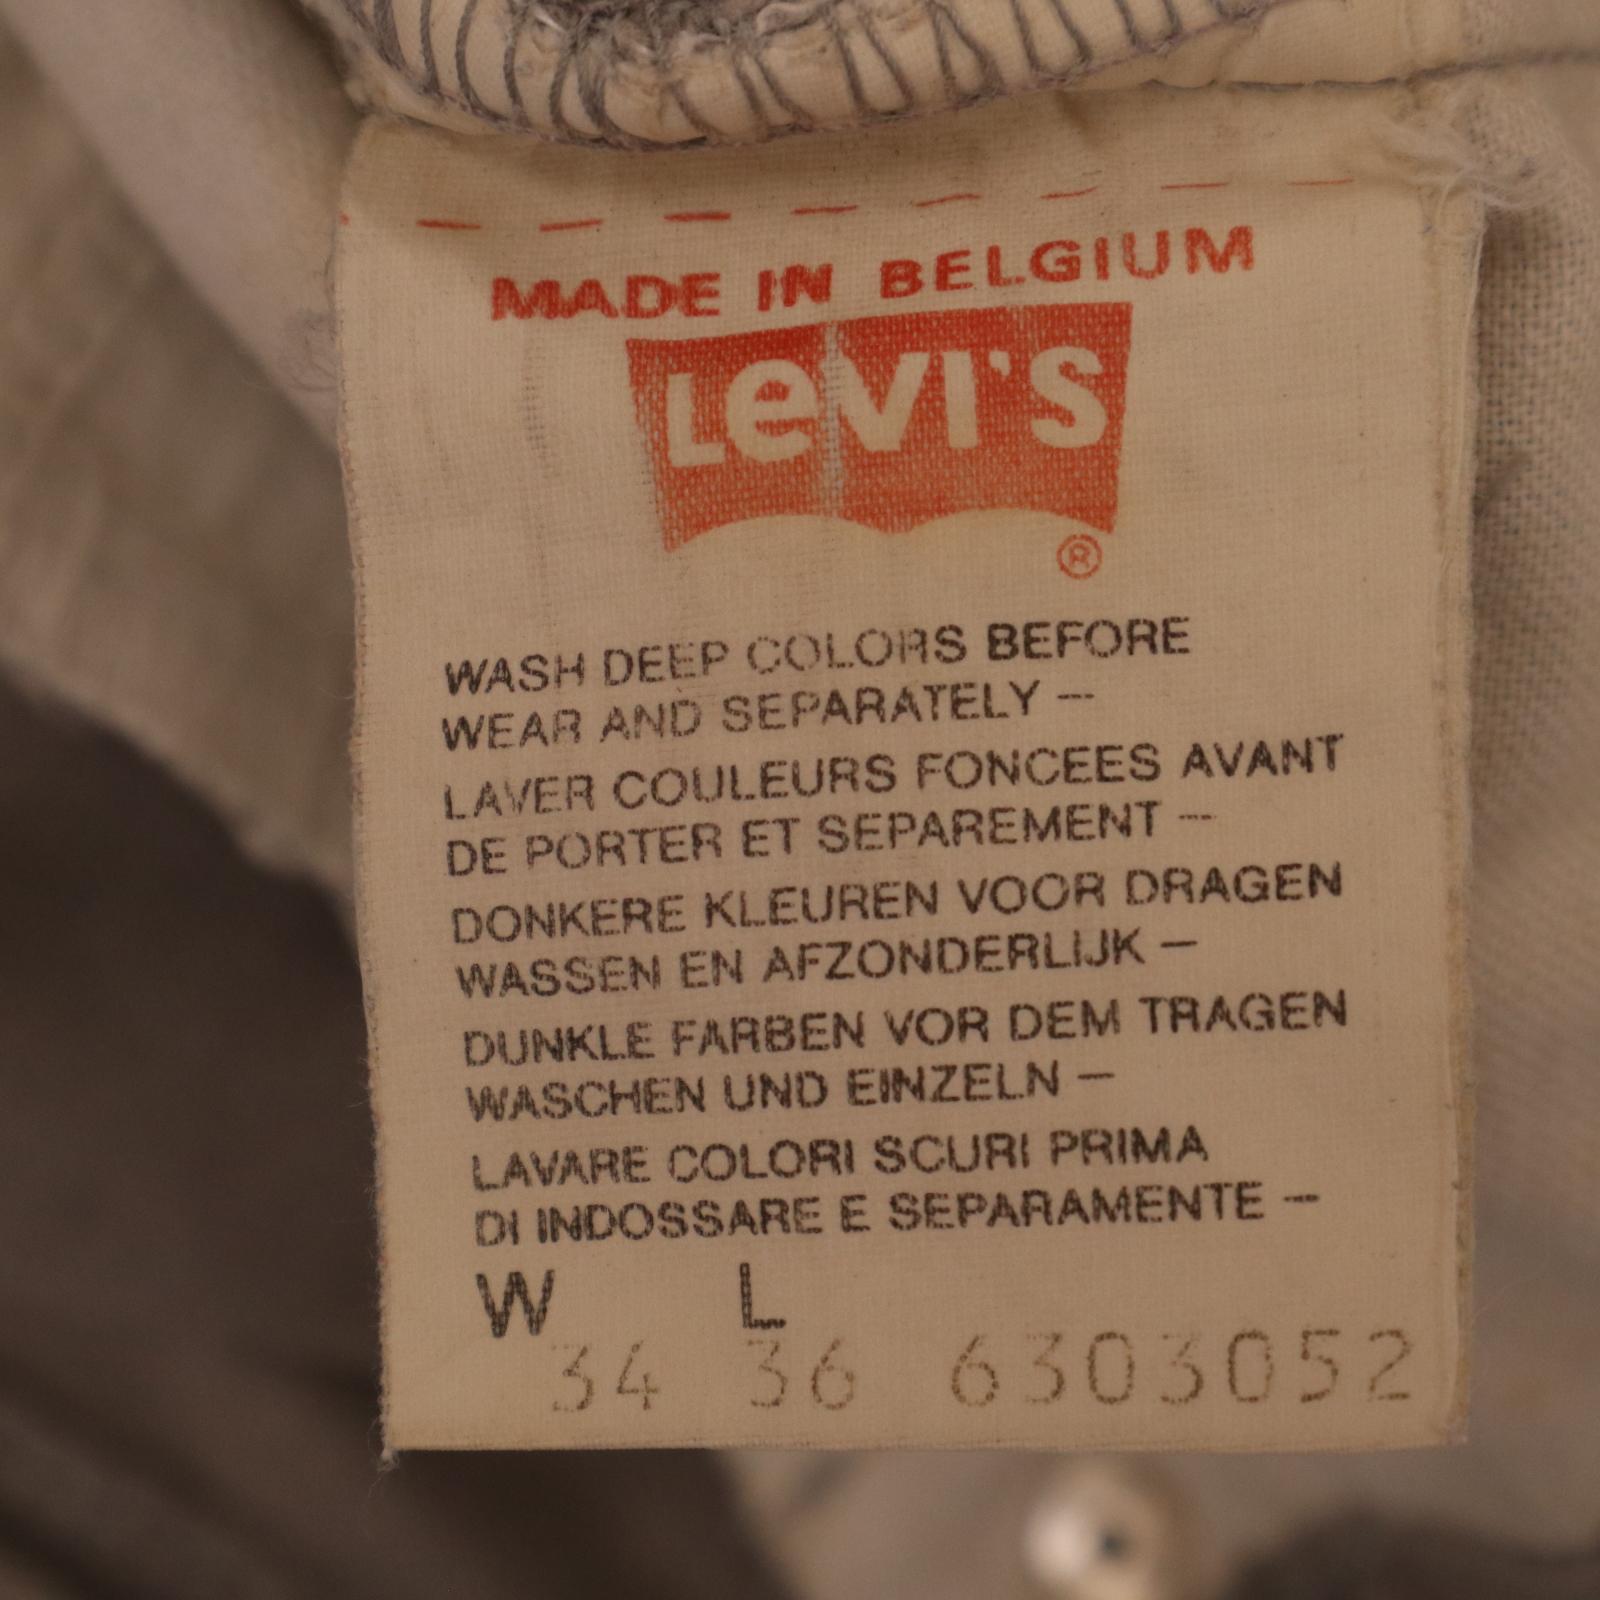 MADE IN BELGIUM
LeVI'S
®
WASH DEEP COLORS BEFORE
WEAR AND SEPARATELY —
LAVER COULEURS FONCEES AVANT
DE PORTER ET SEPAREMENT —
DONKERE KLEUREN VOOR DRAGEN
WASSEN EN AFZONDERLIJK —
DUNKLE FARBEN VOR DEM TRAGEN
WASCHEN UND EINZELN —
LAVARE COLORI SCURI PRIMA
DI INDOSSARE E SEPARAMENTE —
W L
34 36 6303052